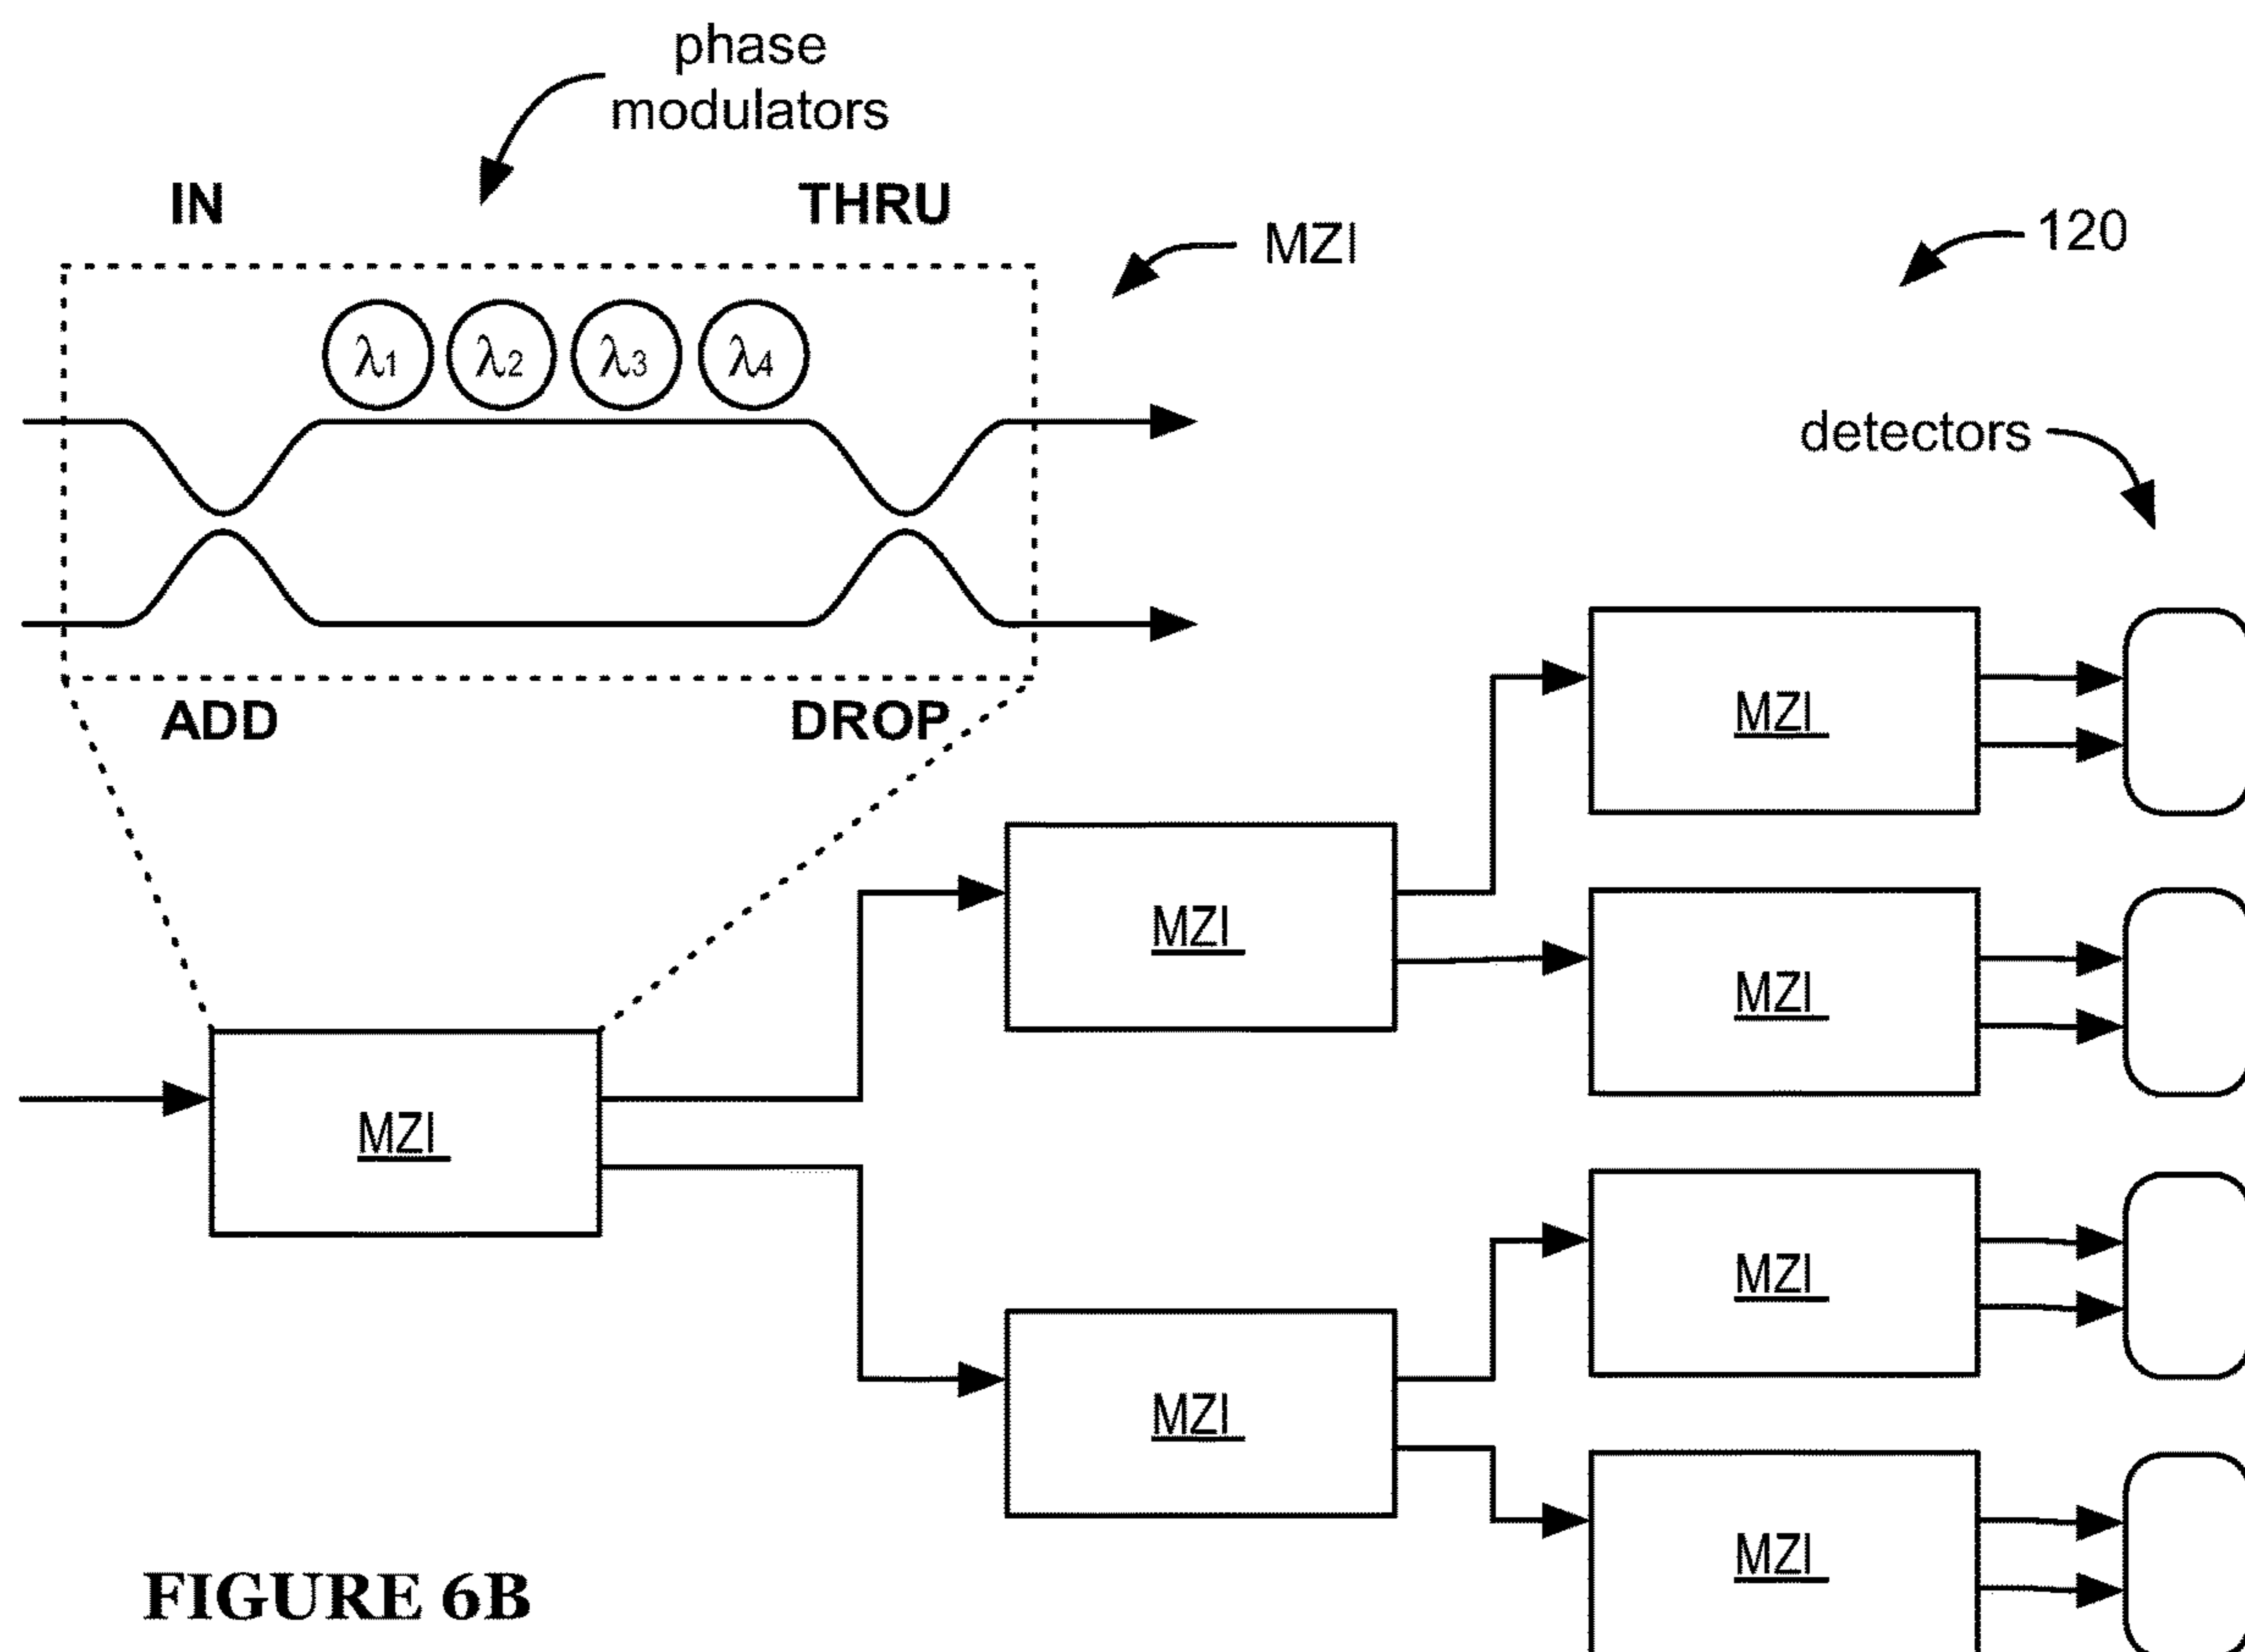 phase
modulators
IN
THRU
MZI
120
λ1
λ2
λ3
λ4
detectors
ADD
DROP
MZI
MZI
MZI
MZI
MZI
MZI
MZI
FIGURE 6B